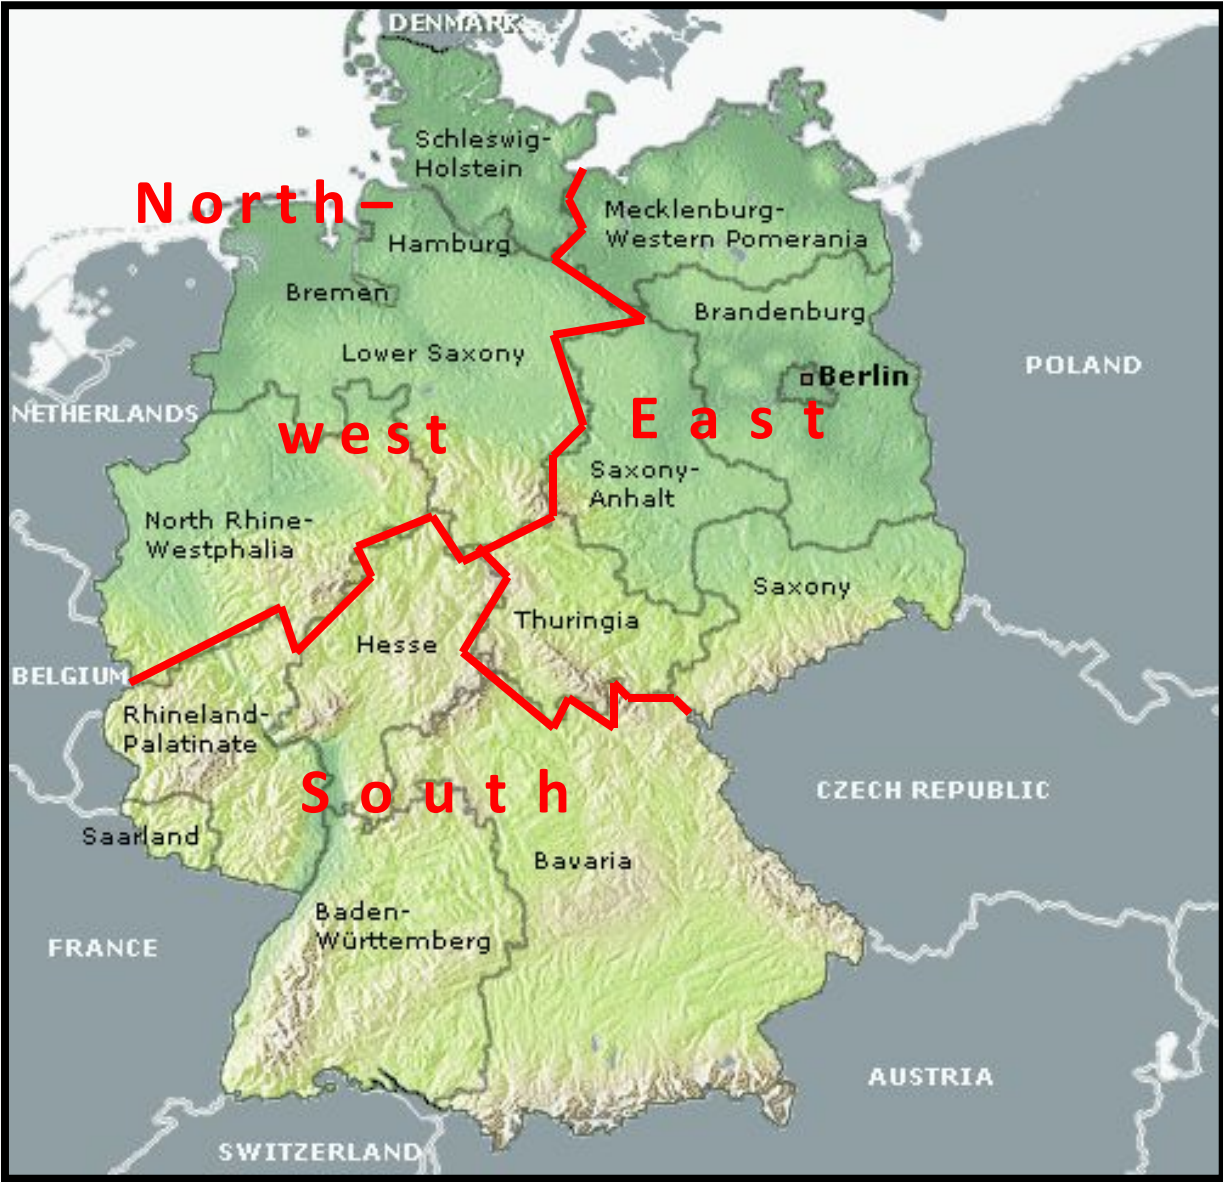 DENMARK
Schleswig-
Holstein
North–
Mecklenburg-
Western Pomerania
Hamburg
Bremen
Brandenburg
Lower Saxony
POLAND
Berlin
NETHERLANDS
west
East
Saxony-
Anhalt
North Rhine-
Westphalia
Saxony
Thuringia
Hesse
BELGIUM
Rhineland-
Palatinate
South
CZECH REPUBLIC
Saarland
Bavaria
Baden-
Württemberg
FRANCE
AUSTRIA
SWITZERLAND